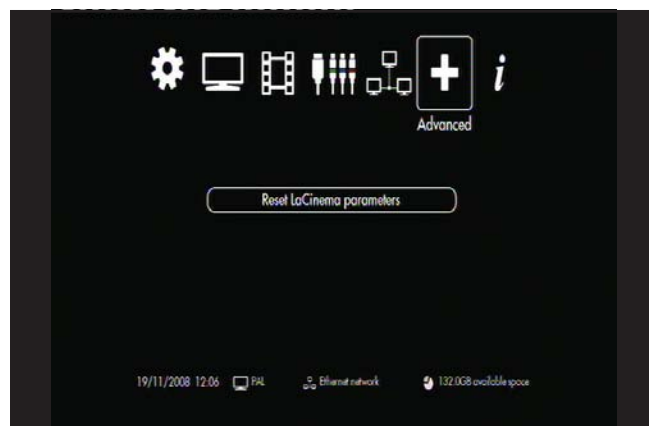 Advanced
Reset LaCinema parameters
19/11/2008 12:06 PAL Ethernet network 132.0GB available space